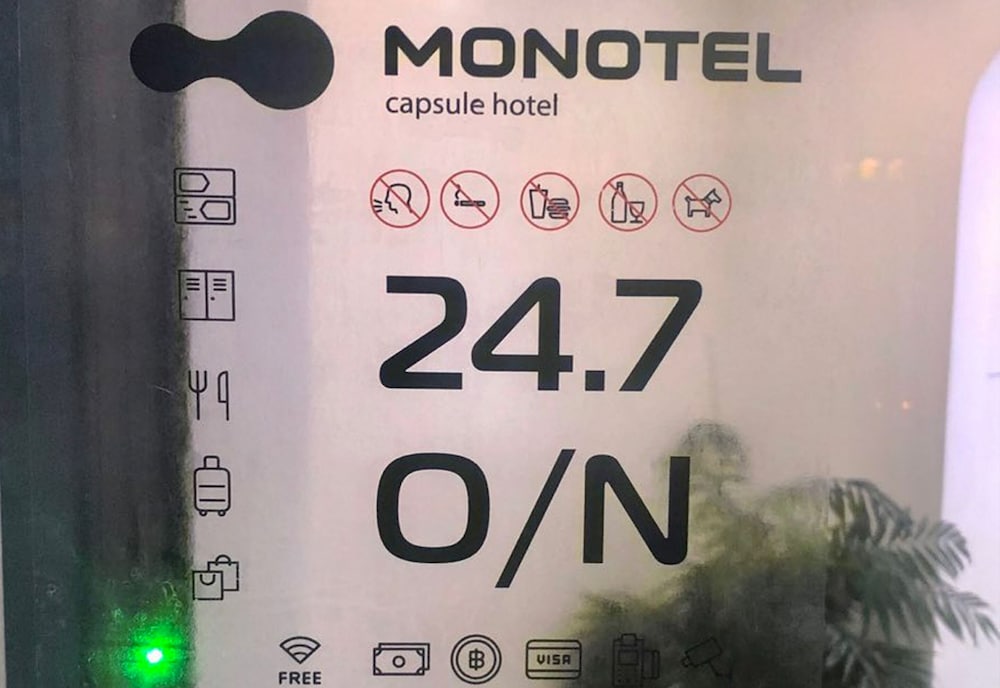 MONOTEL
capsule hotel
24.7
O/N
FREE
VISA